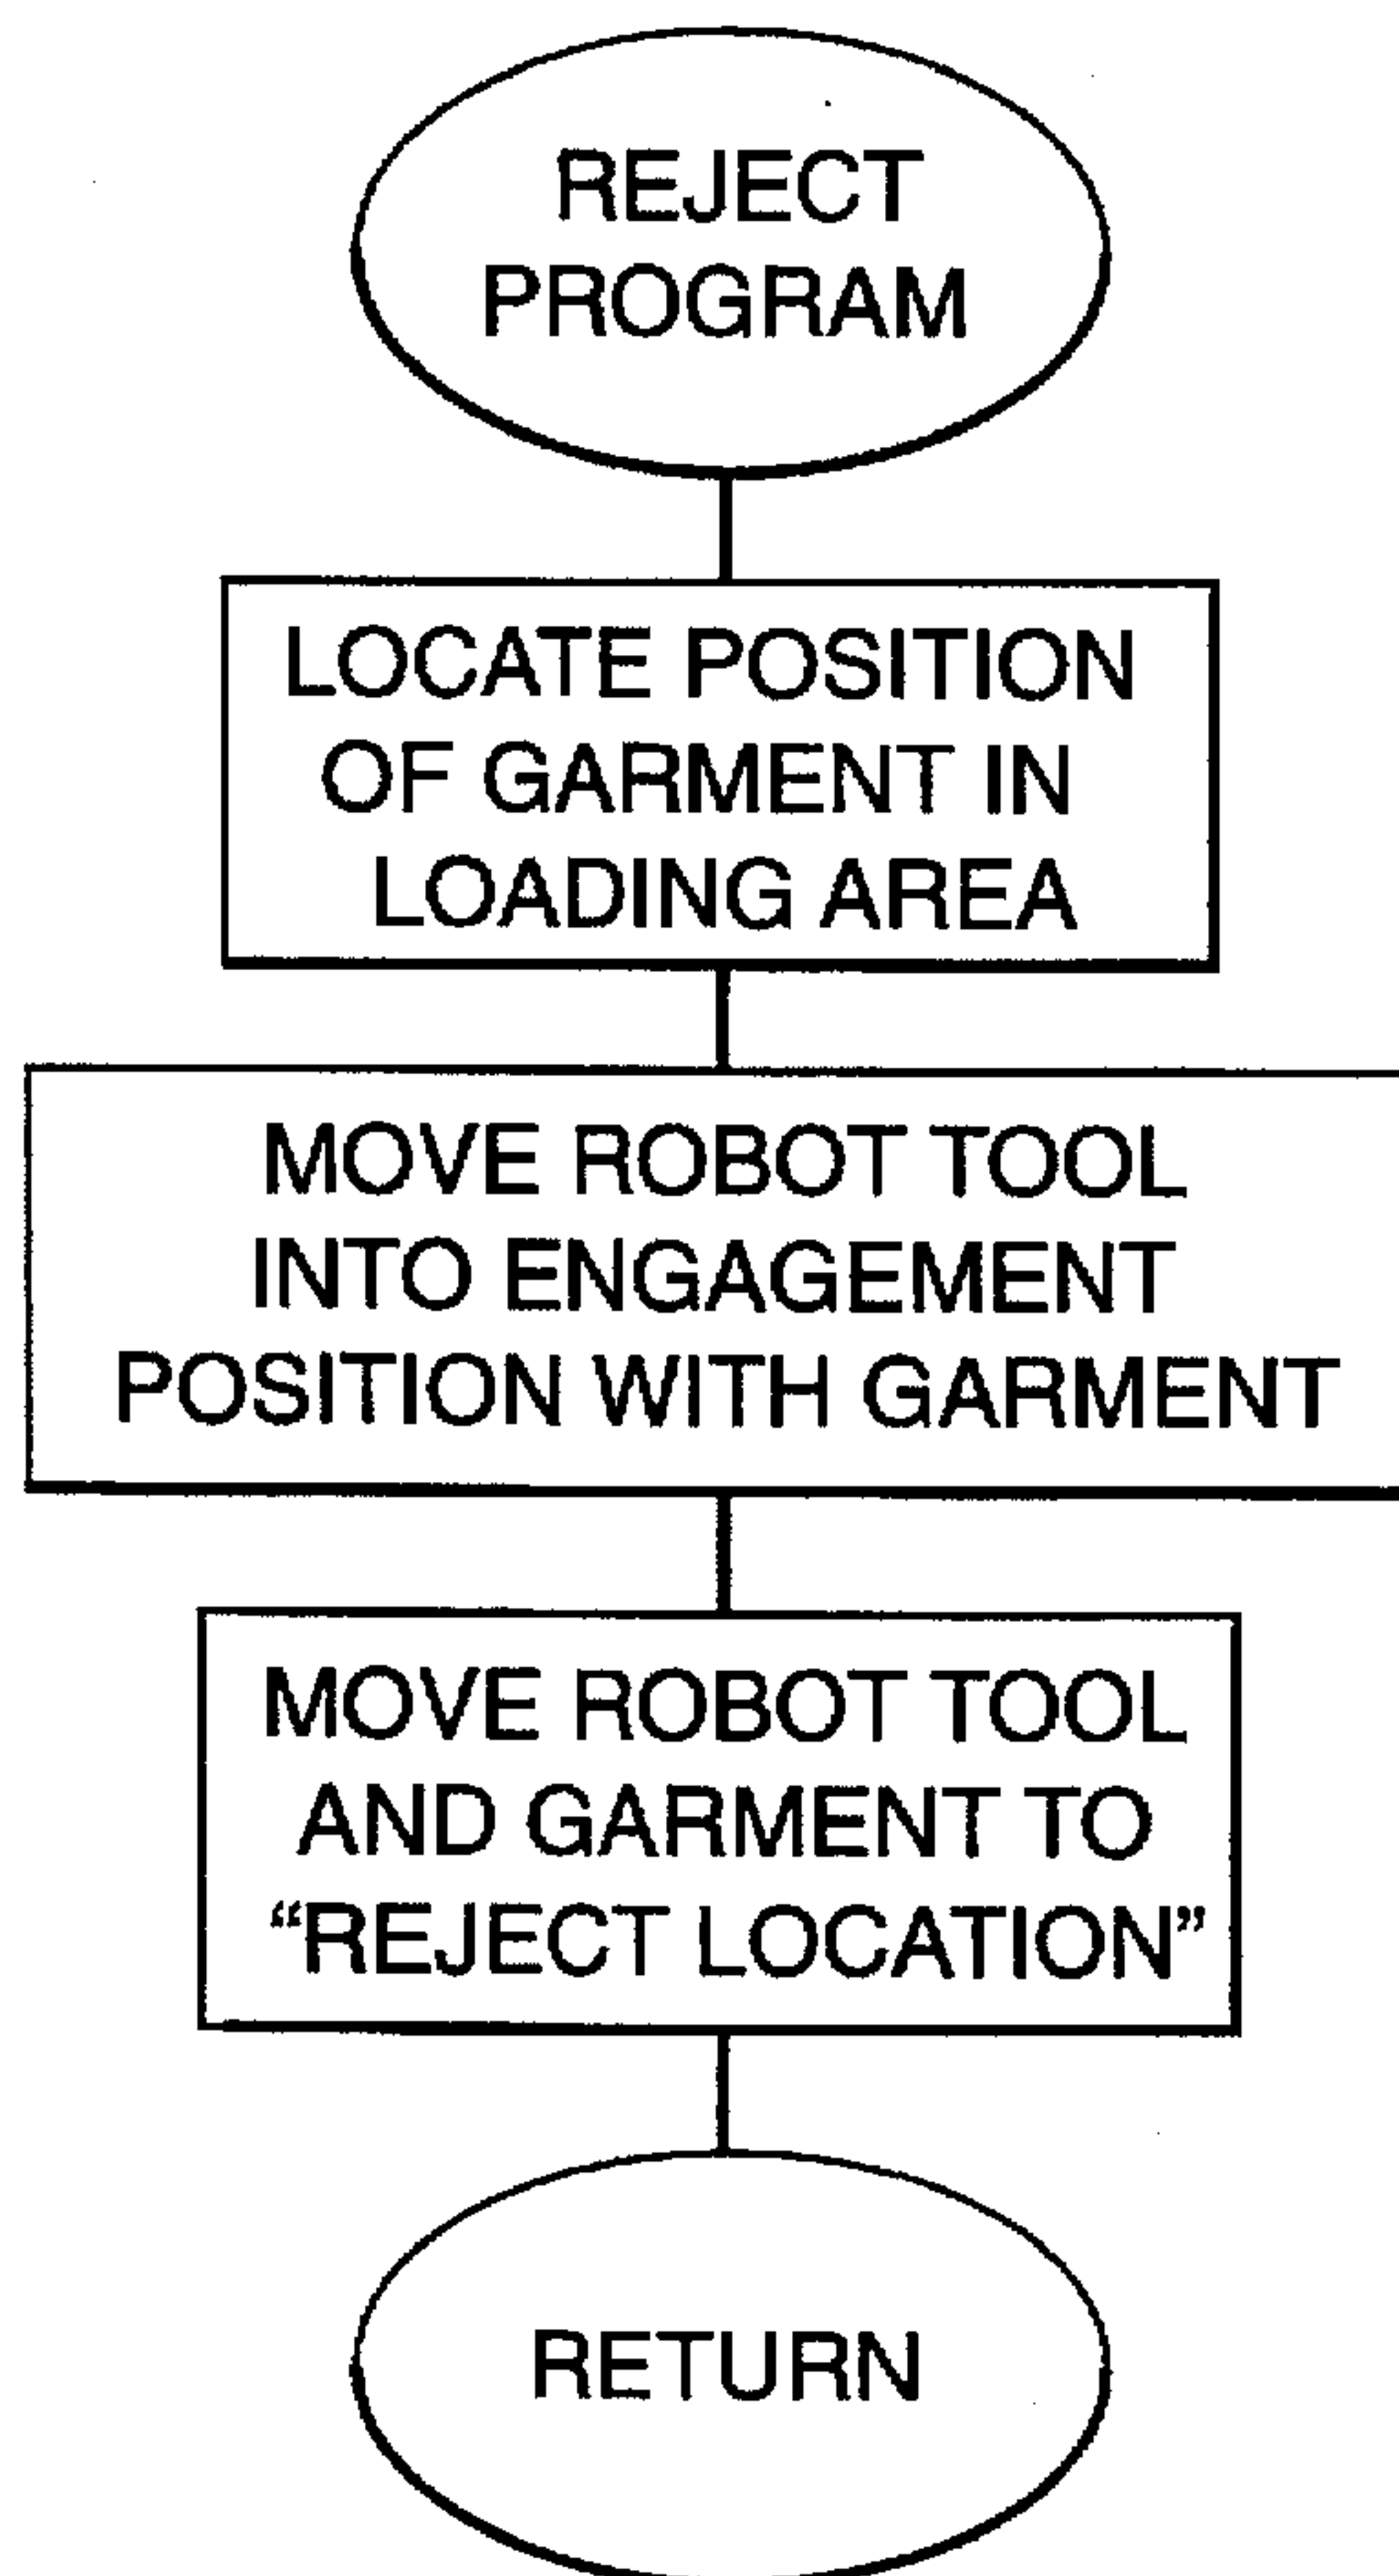 REJECT
PROGRAM
LOCATE POSITION
OF GARMENT IN
LOADING AREA
MOVE ROBOT TOOL
INTO ENGAGEMENT
POSITION WITH GARMENT
MOVE ROBOT TOOL
AND GARMENT TO
“REJECT LOCATION”
RETURN